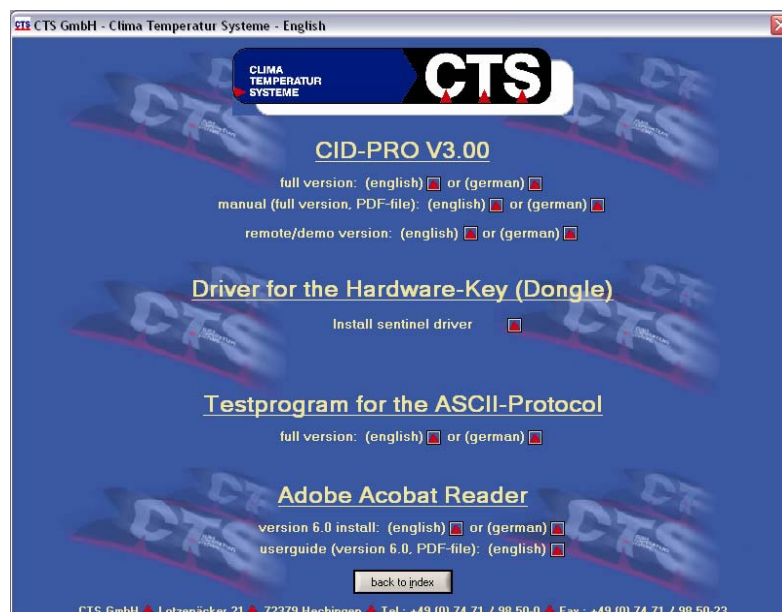 CTS GmbH - Clima Temperatur Systeme - English
CLIMA
TEMPERATUR
SYSTEME
CTS
CID-PRO V3.00
full version: (english) or (german)
manual (full version, PDF-file): (english) or (german)
remote/demo version: (english) or (german)
Driver for the Hardware-Key (Dongle)
Install sentinel driver
Testprogram for the ASCII-Protocol
full version: (english) or (german)
Adobe Acobat Reader
version 6.0 install: (english) or (german)
userguide (version 6.0, PDF-file): (english)
back to index
CTS GmbH Lotzenäcker 21 72379 Hechingen Tel.: +49 (0) 74 71 / 98 50-0 Fax : +49 (0) 74 71 / 98 50-23